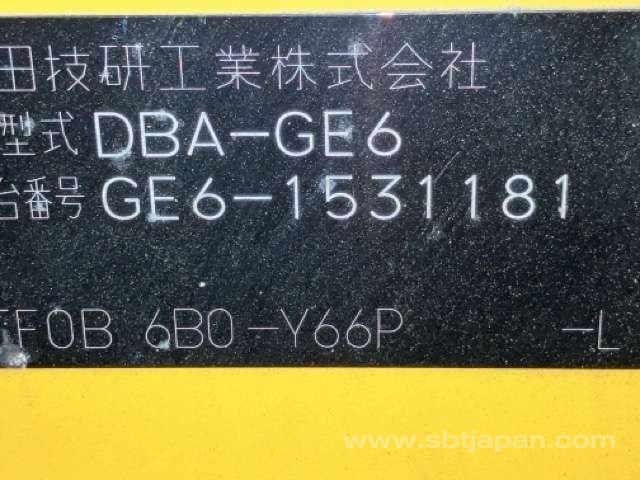 田技研工業株式会社
型式 DBA-GE6
台番号 GE6-1531181
F0B 6B0-Y66P -L
www.sbtjapan.com